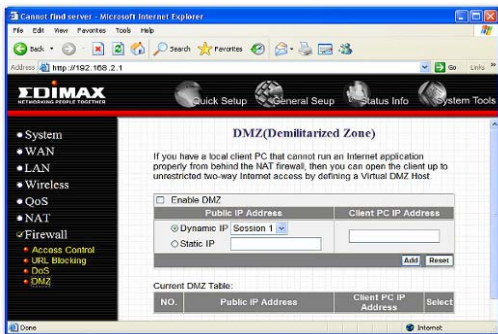 Cannot find server - Microsoft Internet Explorer
File Edit View Favorites Tools Help
Back Search Favorites
Address http://192.168.2.1 Go Links »
EDIMAX
NETWORKING PEOPLE TOGETHER
Quick Setup General Seup Status Info System Tools
System
WAN
LAN
Wireless
QoS
NAT
Firewall
Access Control
URL Blocking
DoS
DMZ
DMZ(Demilitarized Zone)
If you have a local client PC that cannot run an Internet application
properly from behind the NAT firewall, then you can open the client up to
unrestricted two-way Internet access by defining a Virtual DMZ Host.
Enable DMZ
Public IP Address Client PC IP Address
Dynamic IP Session 1
Static IP
Add Reset
Current DMZ Table:
NO. Public IP Address Client PC IP Address Select
Done Internet